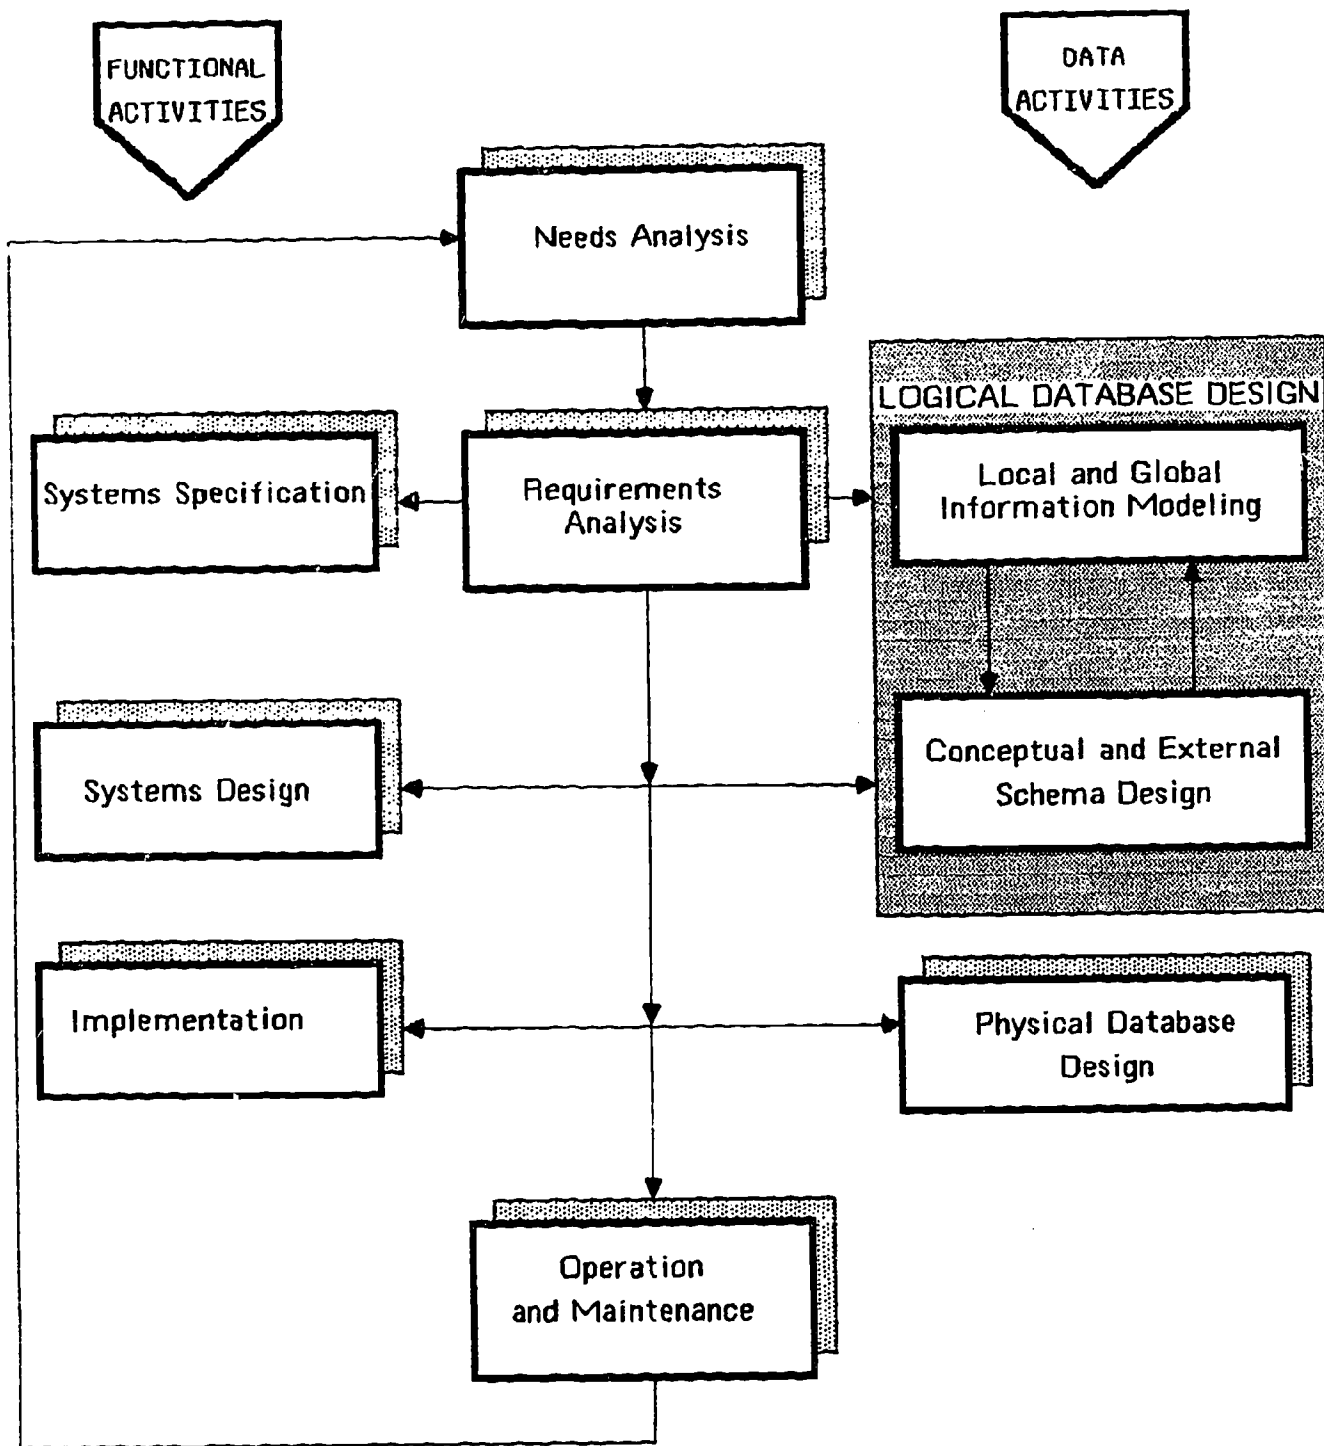 FUNCTIONAL
ACTIVITIES
DATA
ACTIVITIES
Needs Analysis
LOGICAL DATABASE DESIGN
Systems Specification
Requirements
Analysis
Local and Global
Information Modeling
Systems Design
Conceptual and External
Schema Design
Implementation
Physical Database
Design
Operation
and Maintenance